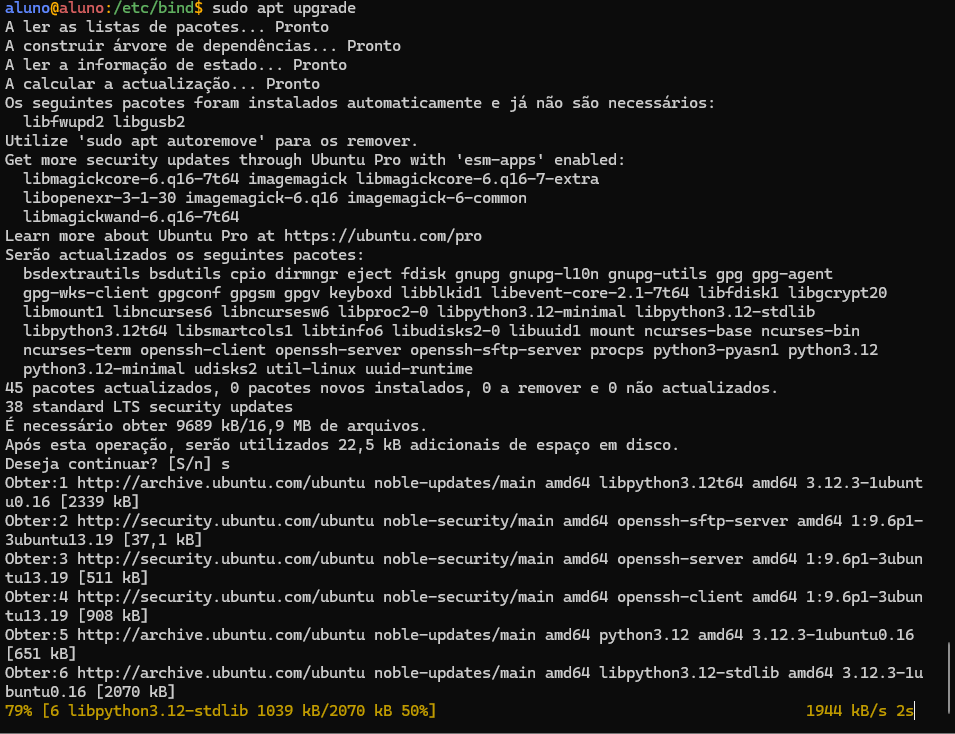 aluno@aluno:/etc/bind$ sudo apt upgrade
A ler as listas de pacotes... Pronto
A construir árvore de dependências... Pronto
A ler a informação de estado... Pronto
A calcular a actualização... Pronto
Os seguintes pacotes foram instalados automaticamente e já não são necessários:
  libfwupd2 libgusb2
Utilize 'sudo apt autoremove' para os remover.
Get more security updates through Ubuntu Pro with 'esm-apps' enabled:
  libmagickcore-6.q16-7t64 imagemagick libmagickcore-6.q16-7-extra
  libopenexr-3-1-30 imagemagick-6.q16 imagemagick-6-common
  libmagickwand-6.q16-7t64
Learn more about Ubuntu Pro at https://ubuntu.com/pro
Serão actualizados os seguintes pacotes:
  bsdextrautils bsdutils cpio dirmngr eject fdisk gnupg gnupg-l10n gnupg-utils gpg gpg-agent
  gpg-wks-client gpgconf gpgsm gpgv keyboxd libblkid1 libevent-core-2.1-7t64 libfdisk1 libgcrypt20
  libmount1 libncurses6 libncursesw6 libproc2-0 libpython3.12-minimal libpython3.12-stdlib
  libpython3.12t64 libsmartcols1 libtinfo6 libudisks2-0 libuuid1 mount ncurses-base ncurses-bin
  ncurses-term openssh-client openssh-server openssh-sftp-server procps python3-pyasn1 python3.12
  python3.12-minimal udisks2 util-linux uuid-runtime
45 pacotes actualizados, 0 pacotes novos instalados, 0 a remover e 0 não actualizados.
38 standard LTS security updates
É necessário obter 9689 kB/16,9 MB de arquivos.
Após esta operação, serão utilizados 22,5 kB adicionais de espaço em disco.
Deseja continuar? [S/n] s
Obter:1 http://archive.ubuntu.com/ubuntu noble-updates/main amd64 libpython3.12t64 amd64 3.12.3-1ubunt
u0.16 [2339 kB]
Obter:2 http://security.ubuntu.com/ubuntu noble-security/main amd64 openssh-sftp-server amd64 1:9.6p1-
3ubuntu13.19 [37,1 kB]
Obter:3 http://security.ubuntu.com/ubuntu noble-security/main amd64 openssh-server amd64 1:9.6p1-3ubun
tu13.19 [511 kB]
Obter:4 http://security.ubuntu.com/ubuntu noble-security/main amd64 openssh-client amd64 1:9.6p1-3ubun
tu13.19 [908 kB]
Obter:5 http://archive.ubuntu.com/ubuntu noble-updates/main amd64 python3.12 amd64 3.12.3-1ubuntu0.16
[651 kB]
Obter:6 http://archive.ubuntu.com/ubuntu noble-updates/main amd64 libpython3.12-stdlib amd64 3.12.3-1u
buntu0.16 [2070 kB]
79% [6 libpython3.12-stdlib 1039 kB/2070 kB 50%] 1944 kB/s 2s